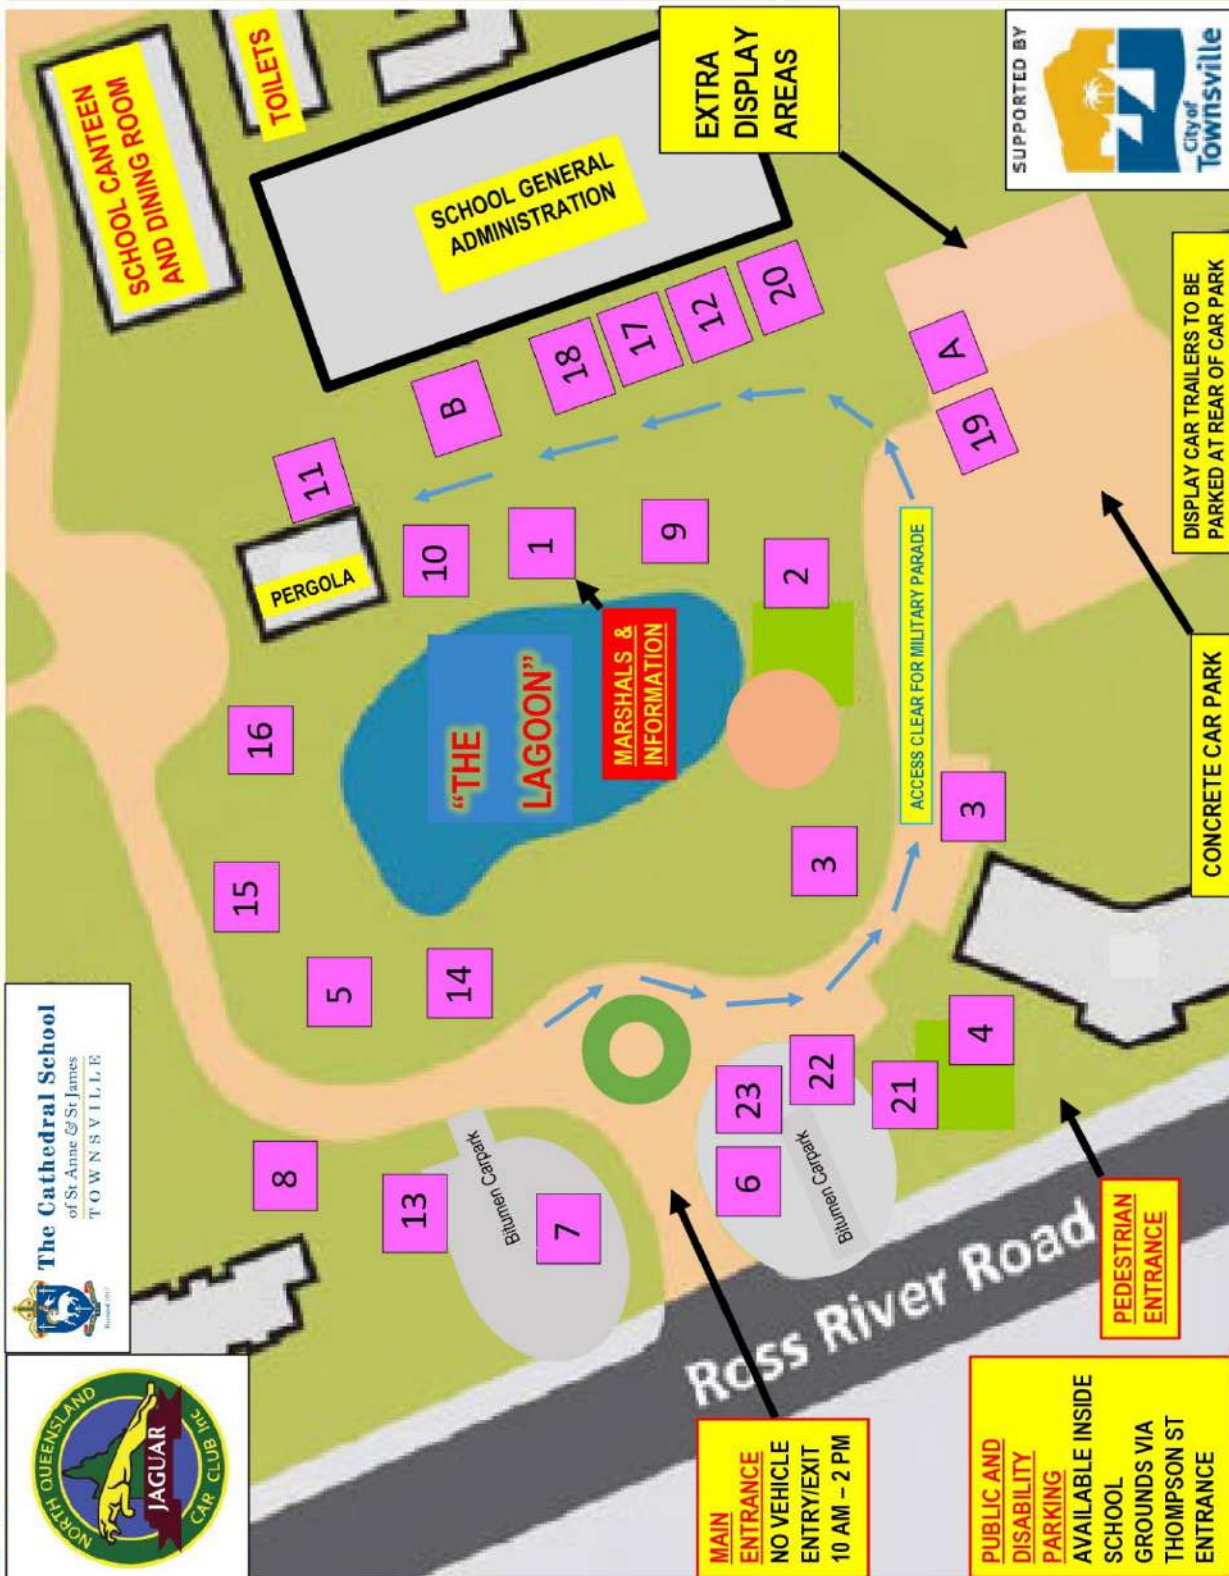 NORTH QUEENSLAND
JAGUAR
CAR CLUB Inc
The Cathedral School
of St Anne & St James
TOWNSVILLE
Founded 1917
SCHOOL CANTEEN
AND DINING ROOM
TOILETS
SCHOOL GENERAL
ADMINISTRATION
PERGOLA
11
B
18
17
12
20
10
1
9
2
16
15
5
14
8
13
7
Bitumen Carpark
"THE
LAGOON"
MARSHALS &
INFORMATION
EXTRA
DISPLAY
AREAS
A
19
3
3
ACCESS CLEAR FOR MILITARY PARADE
23
22
6
21
4
Bitumen Carpark
Ross River Road
MAIN
ENTRANCE
NO VEHICLE
ENTRY/EXIT
10 AM – 2 PM
PEDESTRIAN
ENTRANCE
PUBLIC AND
DISABILITY
PARKING
AVAILABLE INSIDE
SCHOOL
GROUNDS VIA
THOMPSON ST
ENTRANCE
CONCRETE CAR PARK
DISPLAY CAR TRAILERS TO BE
PARKED AT REAR OF CAR PARK
SUPPORTED BY
City of
Townsville